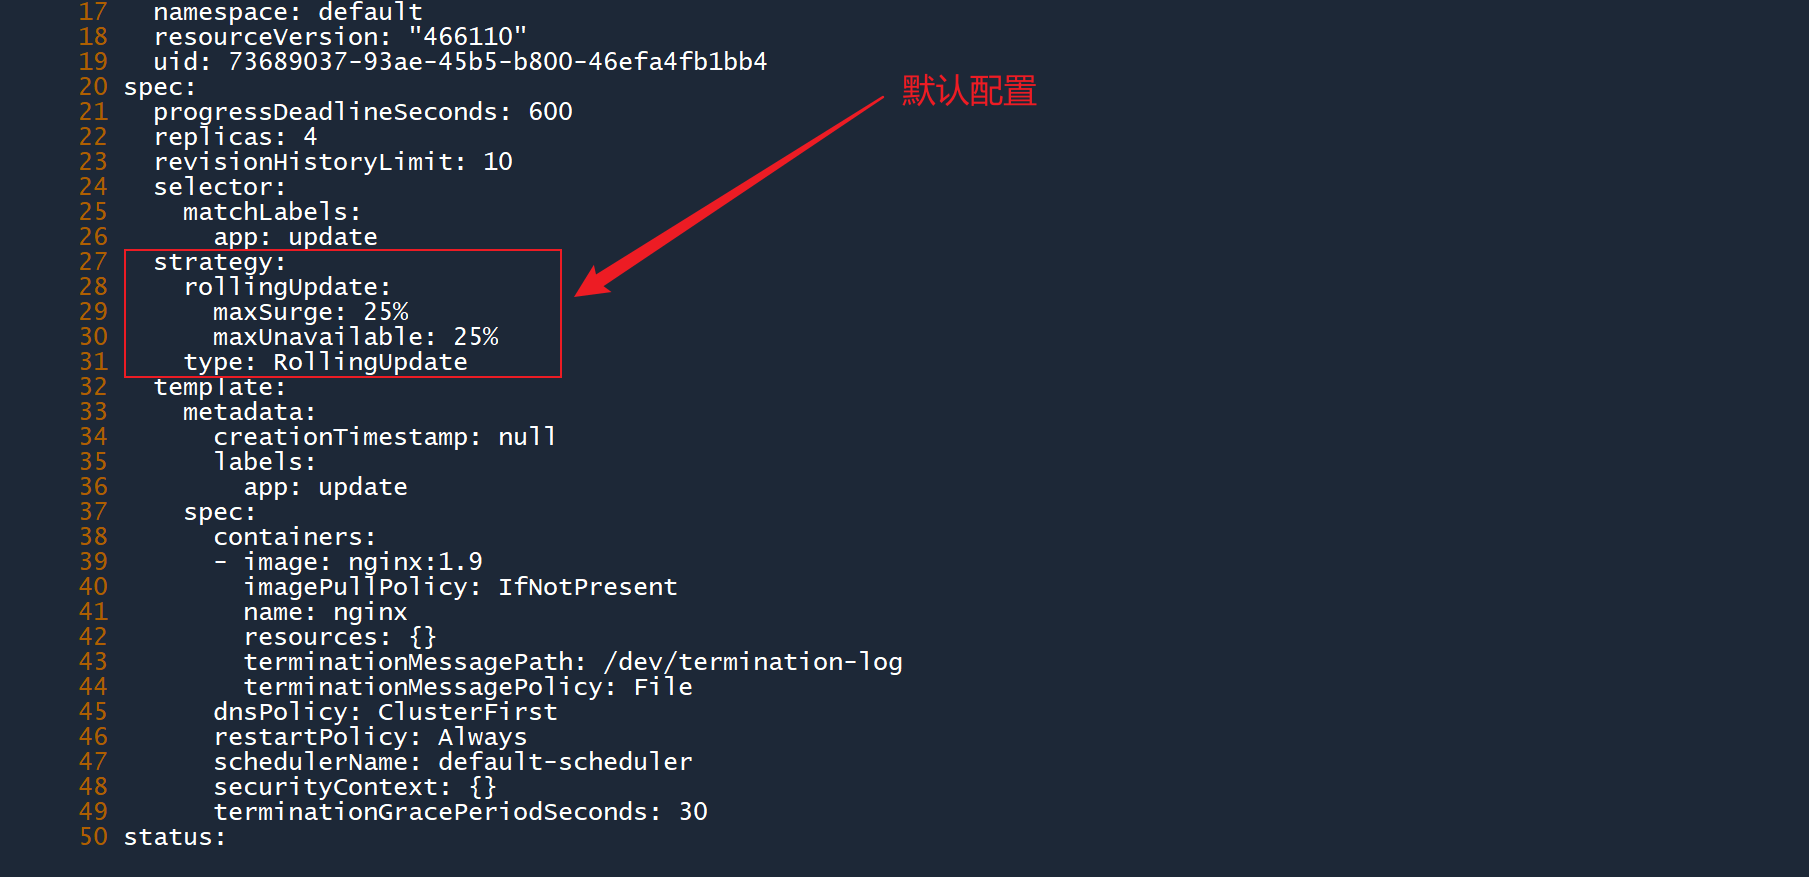 17 namespace: default
18 resourceVersion: "466110"
19 uid: 73689037-93ae-45b5-b800-46efa4fb1bb4
20 spec:
默认配置
21 progressDeadlineSeconds: 600
22 replicas: 4
23 revisionHistoryLimit: 10
24 selector:
25 matchLabels:
26 app: update
27 strategy:
28 rollingUpdate:
29 maxSurge: 25%
30 maxUnavailable: 25%
31 type: RollingUpdate
32 template:
33 metadata:
34 creationTimestamp: null
35 labels:
36 app: update
37 spec:
38 containers:
39 - image: nginx:1.9
40 imagePullPolicy: IfNotPresent
41 name: nginx
42 resources: {}
43 terminationMessagePath: /dev/termination-log
44 terminationMessagePolicy: File
45 dnsPolicy: ClusterFirst
46 restartPolicy: Always
47 schedulerName: default-scheduler
48 securityContext: {}
49 terminationGracePeriodSeconds: 30
50 status: